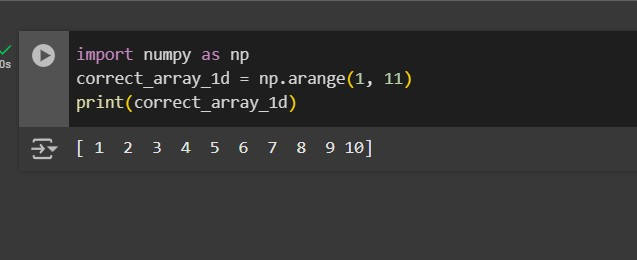 import numpy as np
0s
correct_array_1d = np.arange(1, 11)
print(correct_array_1d)
[ 1  2  3  4  5  6  7  8  9 10]